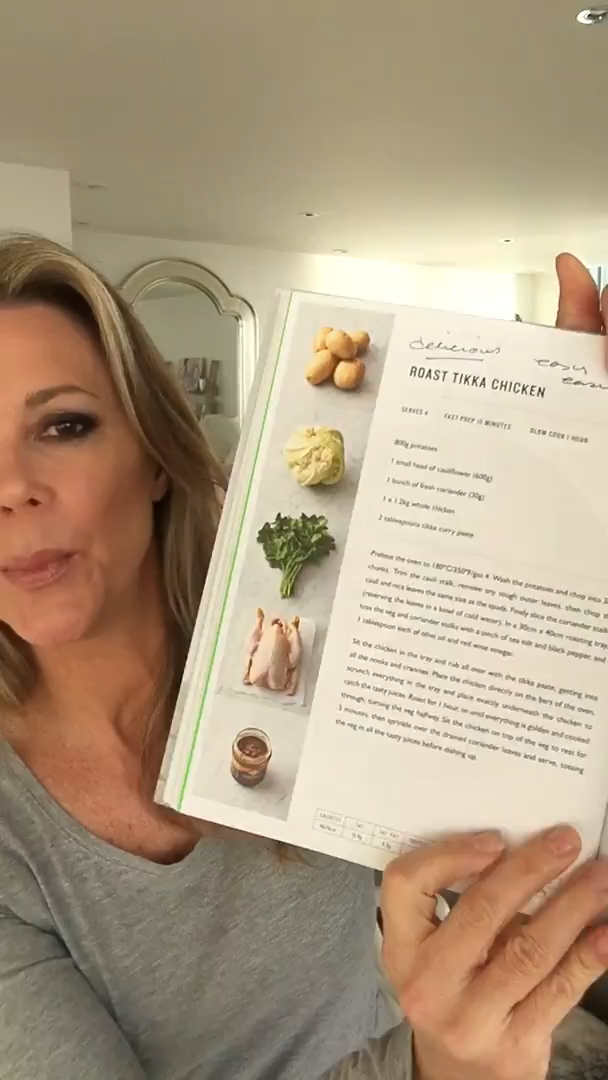 delicious easy
easy
ROAST TIKKA CHICKEN
SERVES 4 FAST PREP 10 MINUTES SLOW COOK 1 HOUR
800g potatoes
1 small head of cauliflower (600g)
1 bunch of fresh coriander (30g)
1 x 1.2kg whole chicken
2 tablespoons tikka curry paste
Preheat the oven to 180°C/350°F/gas 4. Wash the potatoes and chop into
chunks. Trim the cauli stalk, remove any tough outer leaves, then chop the
cauli and nice leaves the same size as the spuds. Finely slice the coriander stalks
(reserving the leaves in a bowl of cold water). In a 30cm x 40cm roasting tray,
toss the veg and coriander stalks with a pinch of sea salt and black pepper, and
1 tablespoon each of olive oil and red wine vinegar.
Sit the chicken in the tray and rub all over with the tikka paste, getting into
all the nooks and crannies. Place the chicken directly on the bars of the oven,
scrunch everything in the tray and place exactly underneath the chicken to
catch the tasty juices. Roast for 1 hour, or until everything is golden and cooked
through, turning the veg halfway. Sit the chicken on top of the veg to rest for
5 minutes, then sprinkle over the drained coriander leaves and serve, tossing
the veg in all the tasty juices before dishing up.
CALORIES FAT SAT FAT